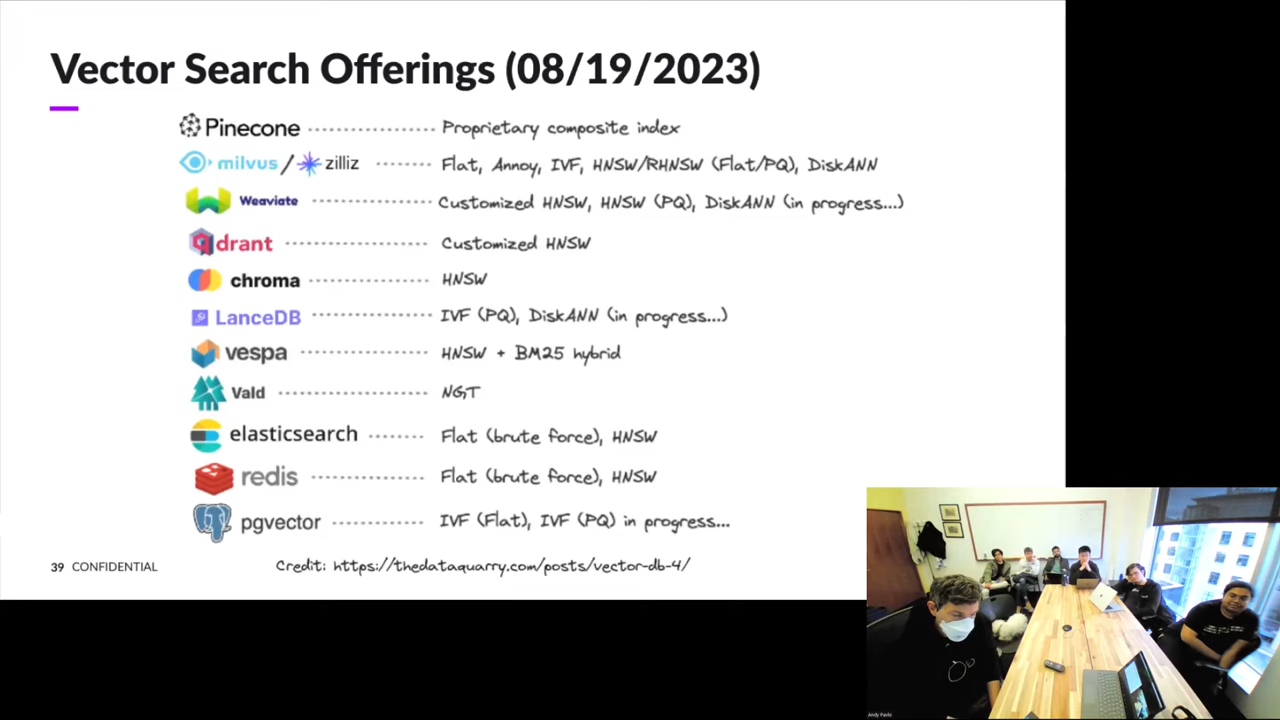 Vector Search Offerings (08/19/2023)
Pinecone Proprietary composite index
milvus / zilliz Flat, Annoy, IVF, HNSW/RHNSW (Flat/PQ), DiskANN
Weaviate Customized HNSW, HNSW (PQ), DiskANN (in progress...)
qdrant Customized HNSW
chroma HNSW
LanceDB IVF (PQ), DiskANN (in progress...)
vespa HNSW + BM25 hybrid
Vald NGT
elasticsearch Flat (brute force), HNSW
redis Flat (brute force), HNSW
pgvector IVF (Flat), IVF (PQ) in progress...
39 CONFIDENTIAL
Credit: https://thedataquarry.com/posts/vector-db-4/
Andy Pavlo